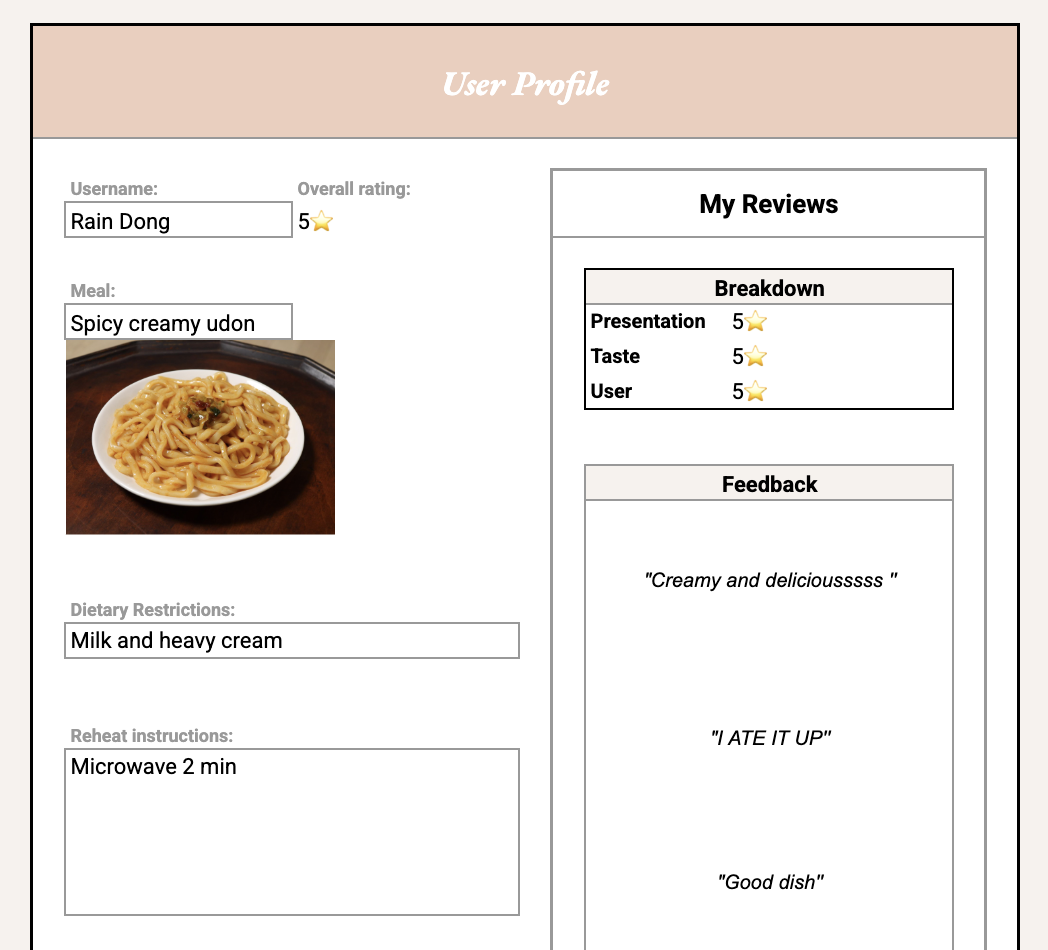 User Profile
Username:
Overall rating:
Rain Dong
5⭐
Meal:
Spicy creamy udon
Dietary Restrictions:
Milk and heavy cream
Reheat instructions:
Microwave 2 min
My Reviews
Breakdown
Presentation 5⭐
Taste 5⭐
User 5⭐
Feedback
"Creamy and deliciousssss "
"I ATE IT UP"
"Good dish"